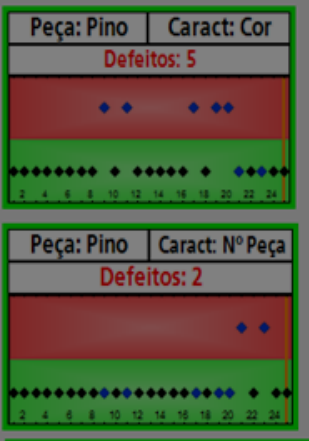 Peça: Pino Caract: Cor
Defeitos: 5
2 4 6 8 10 12 14 16 18 20 22 24
Peça: Pino Caract: Nº Peça
Defeitos: 2
2 4 6 8 10 12 14 16 18 20 22 24